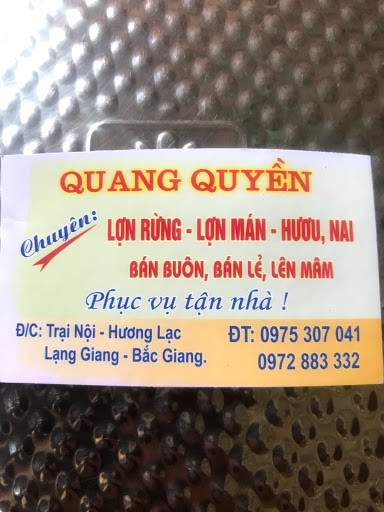 QUANG QUYỀN
Chuyên:
LỢN RỪNG - LỢN MÁN - HƯƠU, NAI
BÁN BUÔN, BÁN LẺ, LÊN MÂM
Phục vụ tận nhà !
Đ/C: Trại Nội - Hương Lạc
Lạng Giang - Bắc Giang.
ĐT: 0975 307 041
0972 883 332